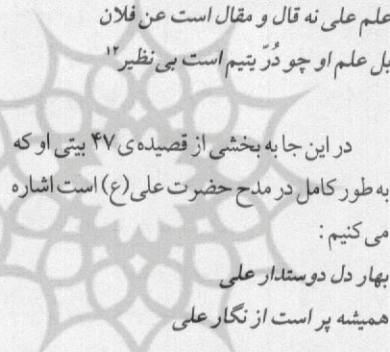 علم علی نه قال و مقال است عن فلان
بل علم او چو دُرّ یتیم است بی نظیر۱۲
در این جا به بخشی از قصیده ی ۴۷ بیتی او که
به طور کامل در مدح حضرت علی(ع) است اشاره
می کنیم :
بهار دل دوستدار علی
همیشه پر است از نگار علی